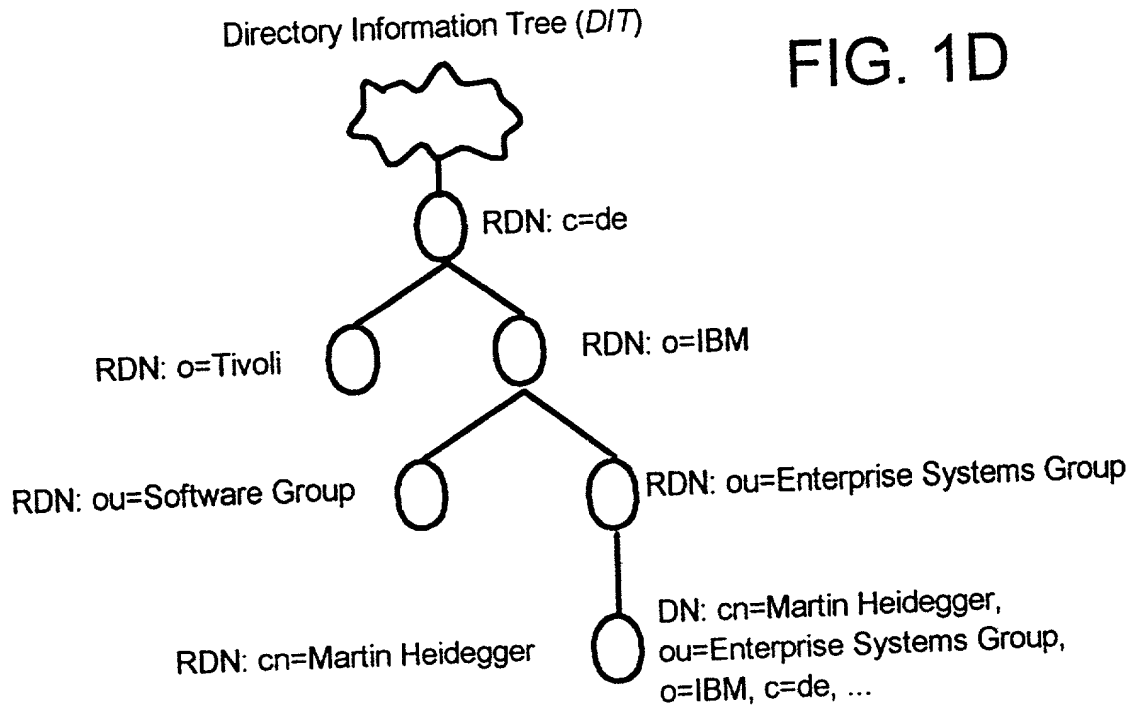 Directory Information Tree (DIT)
FIG. 1D
RDN: c=de
RDN: o=Tivoli
RDN: o=IBM
RDN: ou=Software Group
RDN: ou=Enterprise Systems Group
RDN: cn=Martin Heidegger
DN: cn=Martin Heidegger,
ou=Enterprise Systems Group,
o=IBM, c=de, ...